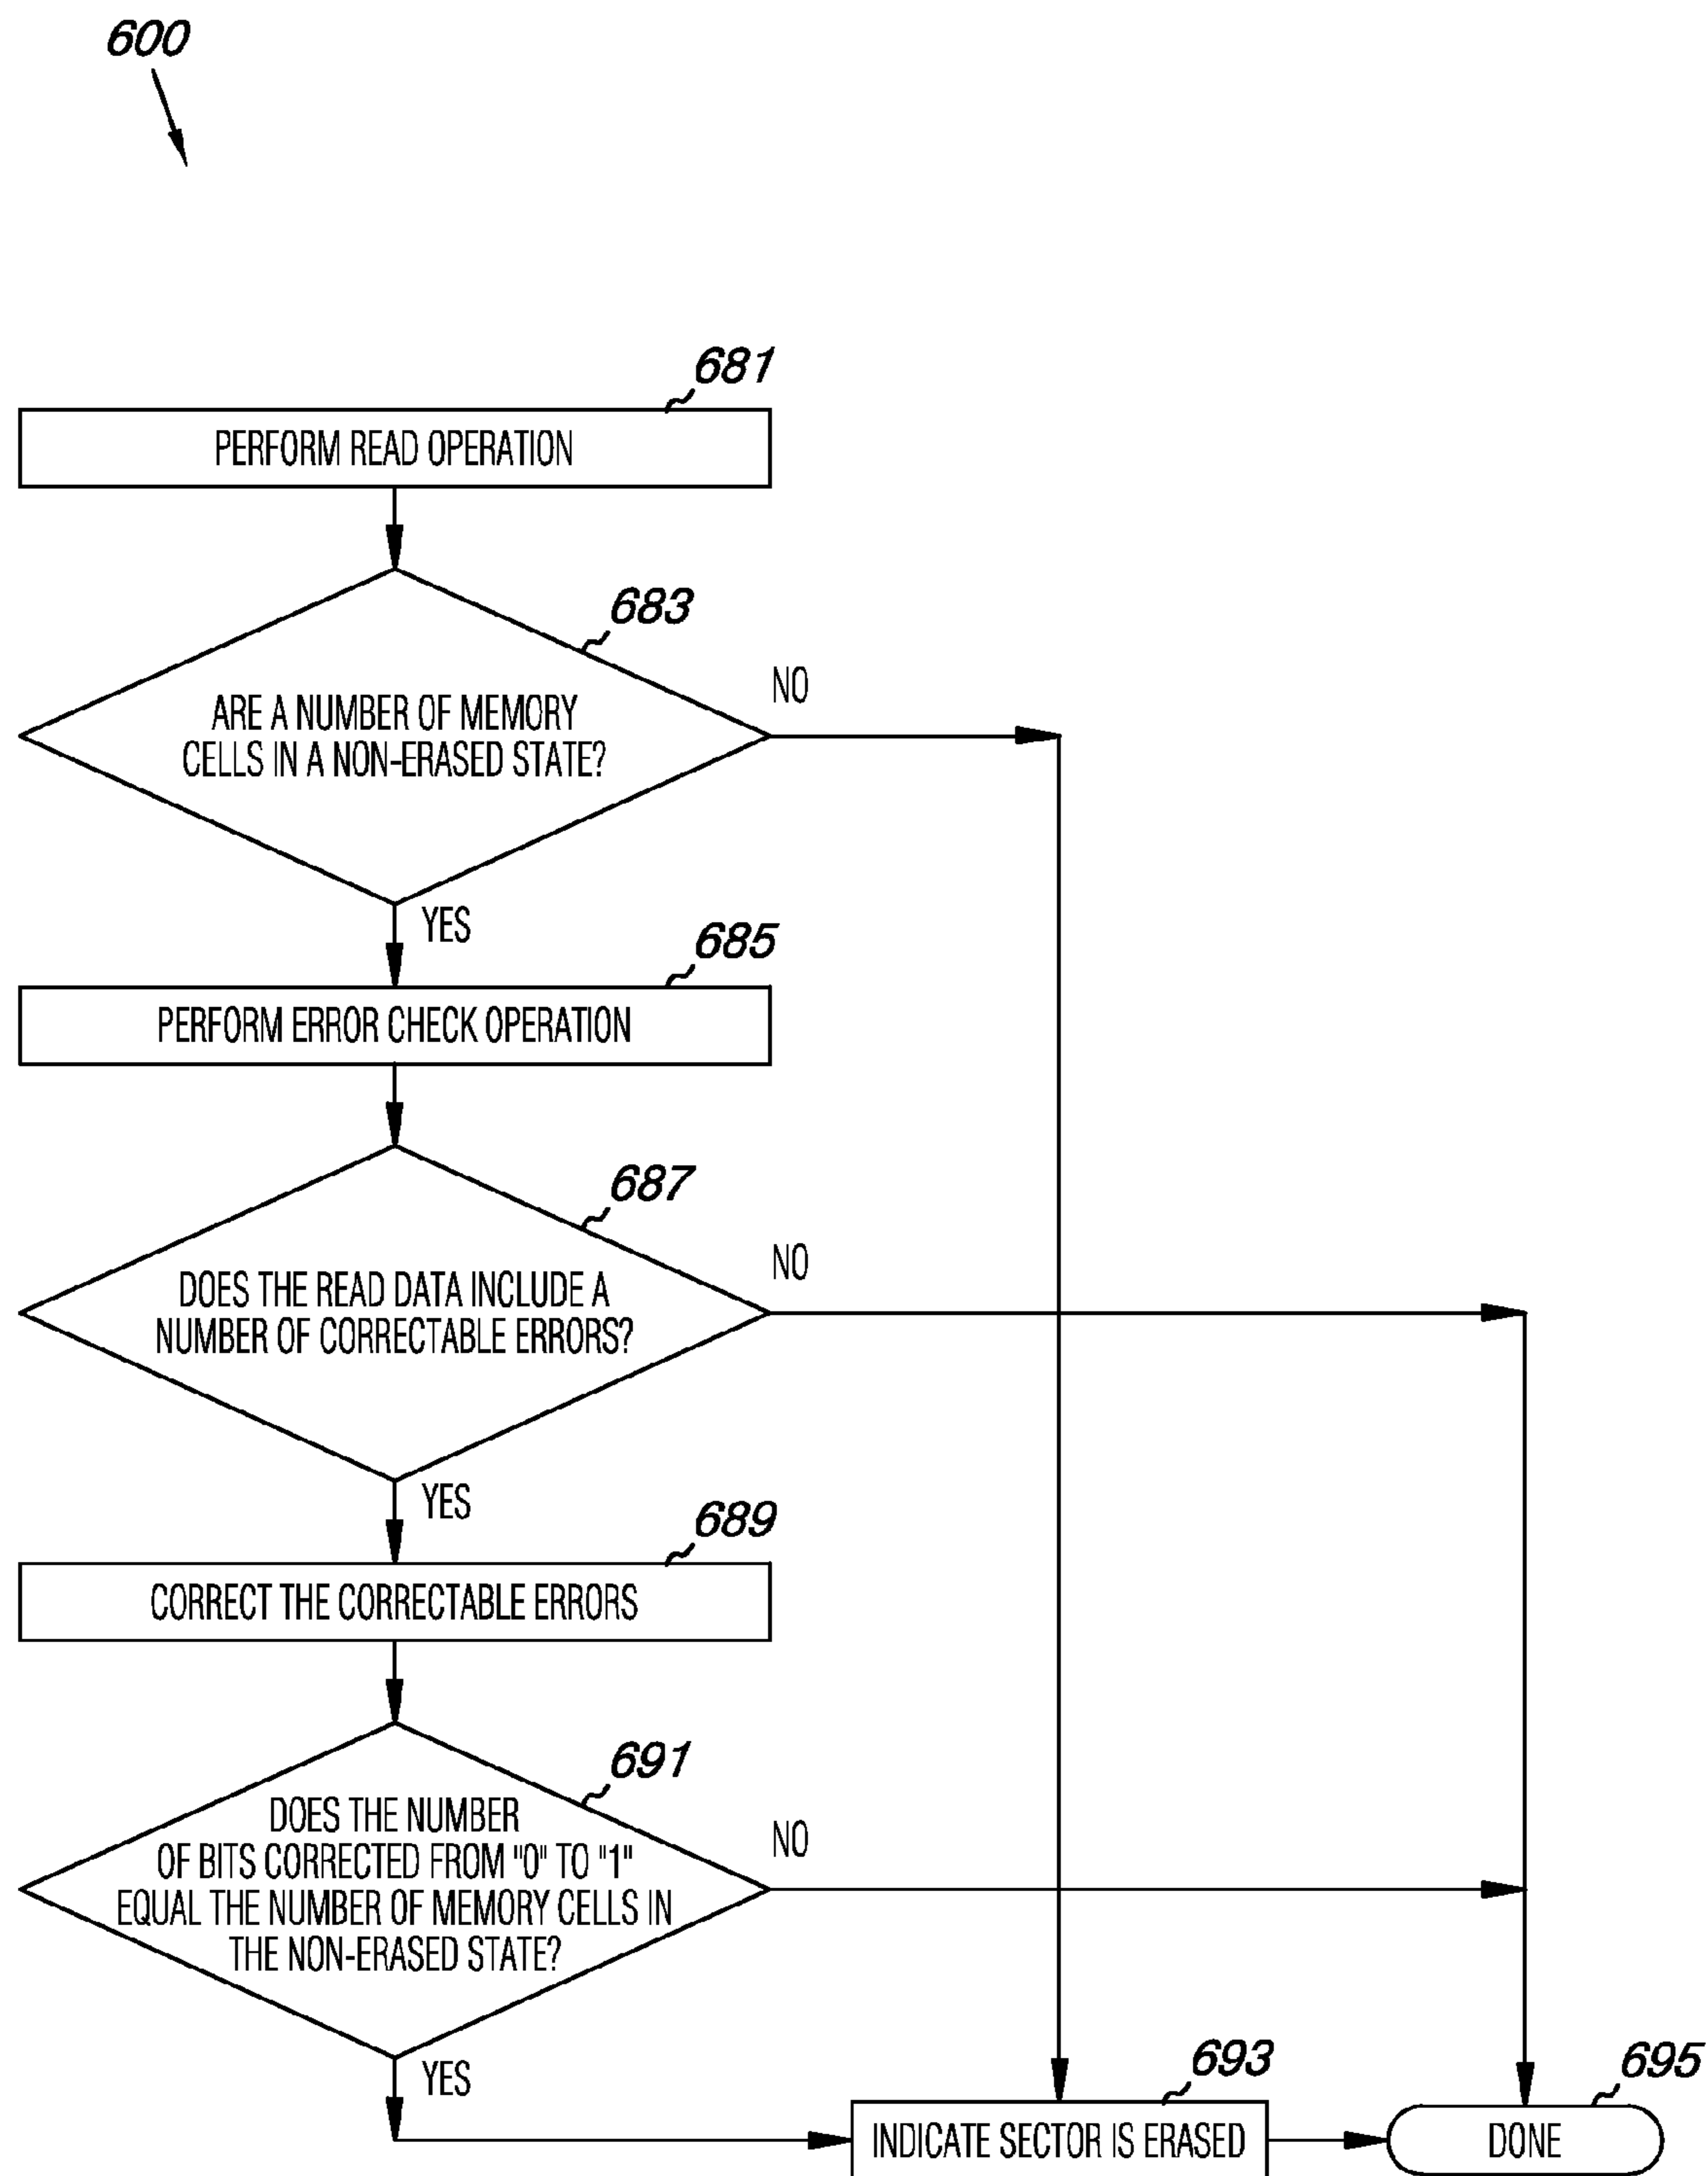 600
681
PERFORM READ OPERATION
683
ARE A NUMBER OF MEMORY
CELLS IN A NON-ERASED STATE?
NO
YES
685
PERFORM ERROR CHECK OPERATION
687
DOES THE READ DATA INCLUDE A
NUMBER OF CORRECTABLE ERRORS?
NO
YES
689
CORRECT THE CORRECTABLE ERRORS
691
DOES THE NUMBER
OF BITS CORRECTED FROM "0" TO "1"
EQUAL THE NUMBER OF MEMORY CELLS IN
THE NON-ERASED STATE?
NO
YES
693
INDICATE SECTOR IS ERASED
695
DONE